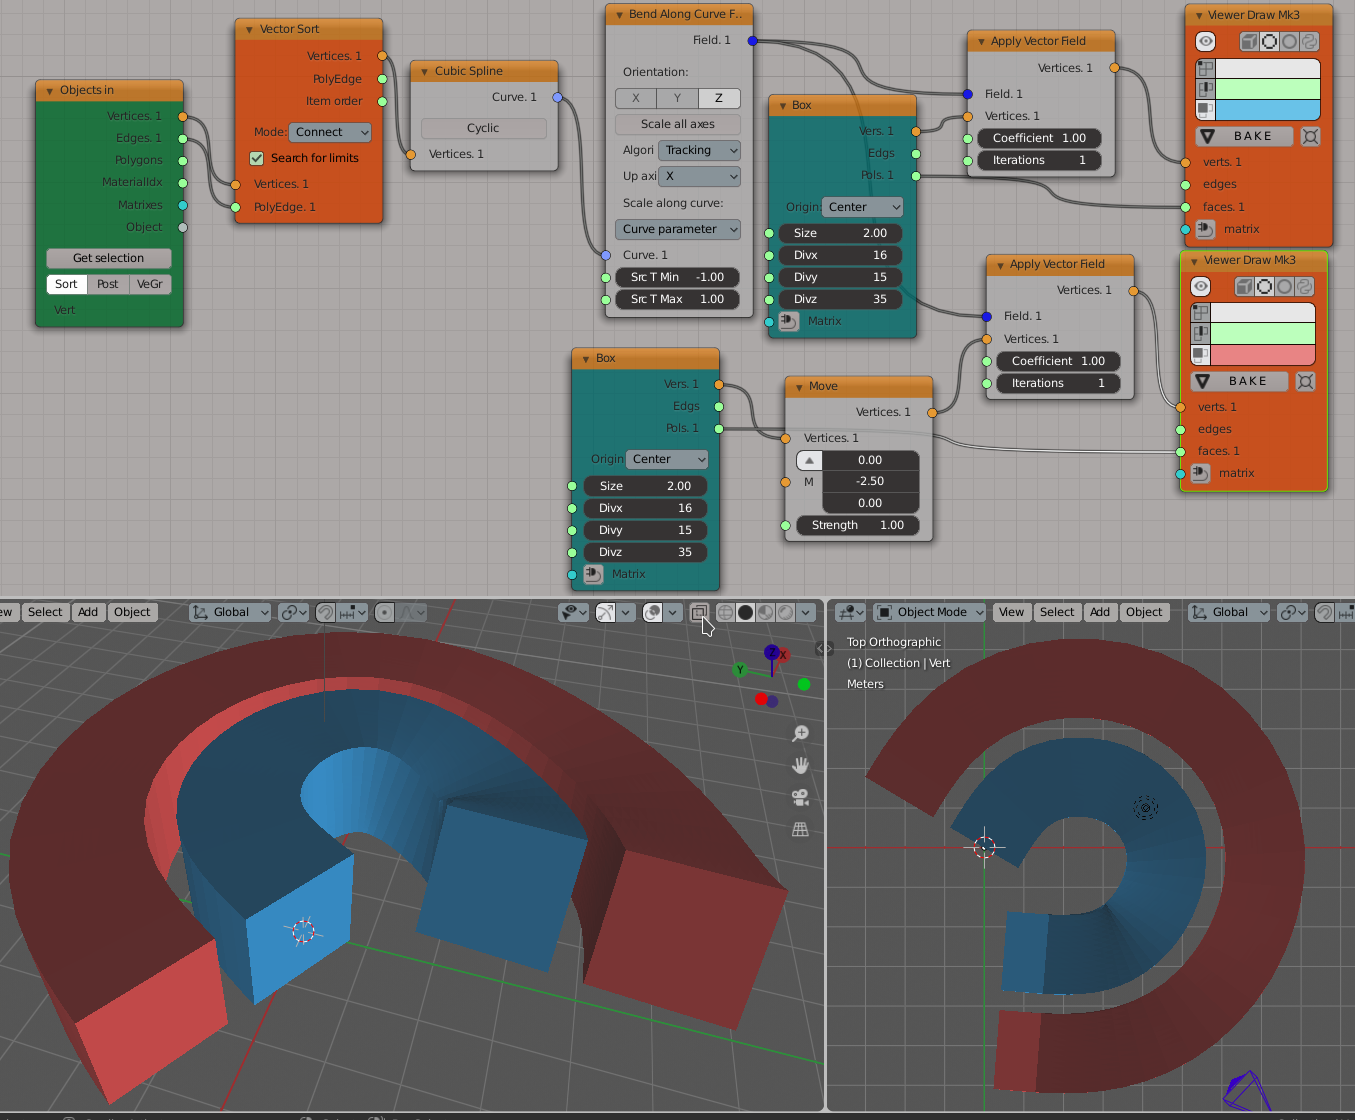 Objects in
Vertices. 1
Edges. 1
Polygons
MaterialIdx
Matrixes
Object
Get selection
Sort Post VeGr
Vert
Vector Sort
Vertices. 1
PolyEdge
Item order
Mode: Connect
Search for limits
Vertices. 1
PolyEdge. 1
Cubic Spline
Curve. 1
Cyclic
Vertices. 1
Bend Along Curve F..
Field. 1
Orientation:
X Y Z
Scale all axes
Algori Tracking
Up axi X
Scale along curve:
Curve parameter
Curve. 1
Src T Min -1.00
Src T Max 1.00
Box
Vers. 1
Edgs
Pols. 1
Origin: Center
Size 2.00
Divx 16
Divy 15
Divz 35
Matrix
Apply Vector Field
Vertices. 1
Field. 1
Vertices. 1
Coefficient 1.00
Iterations 1
Viewer Draw Mk3
BAKE
verts. 1
edges
faces. 1
matrix
Box
Vers. 1
Edgs
Pols. 1
Origin Center
Size 2.00
Divx 16
Divy 15
Divz 35
Matrix
Move
Vertices. 1
Vertices. 1
0.00
M -2.50
0.00
Strength 1.00
Apply Vector Field
Vertices. 1
Field. 1
Vertices. 1
Coefficient 1.00
Iterations 1
Viewer Draw Mk3
BAKE
verts. 1
edges
faces. 1
matrix
ew Select Add Object Global
Z X
Y
Object Mode View Select Add Object Global
Top Orthographic
(1) Collection | Vert
Meters